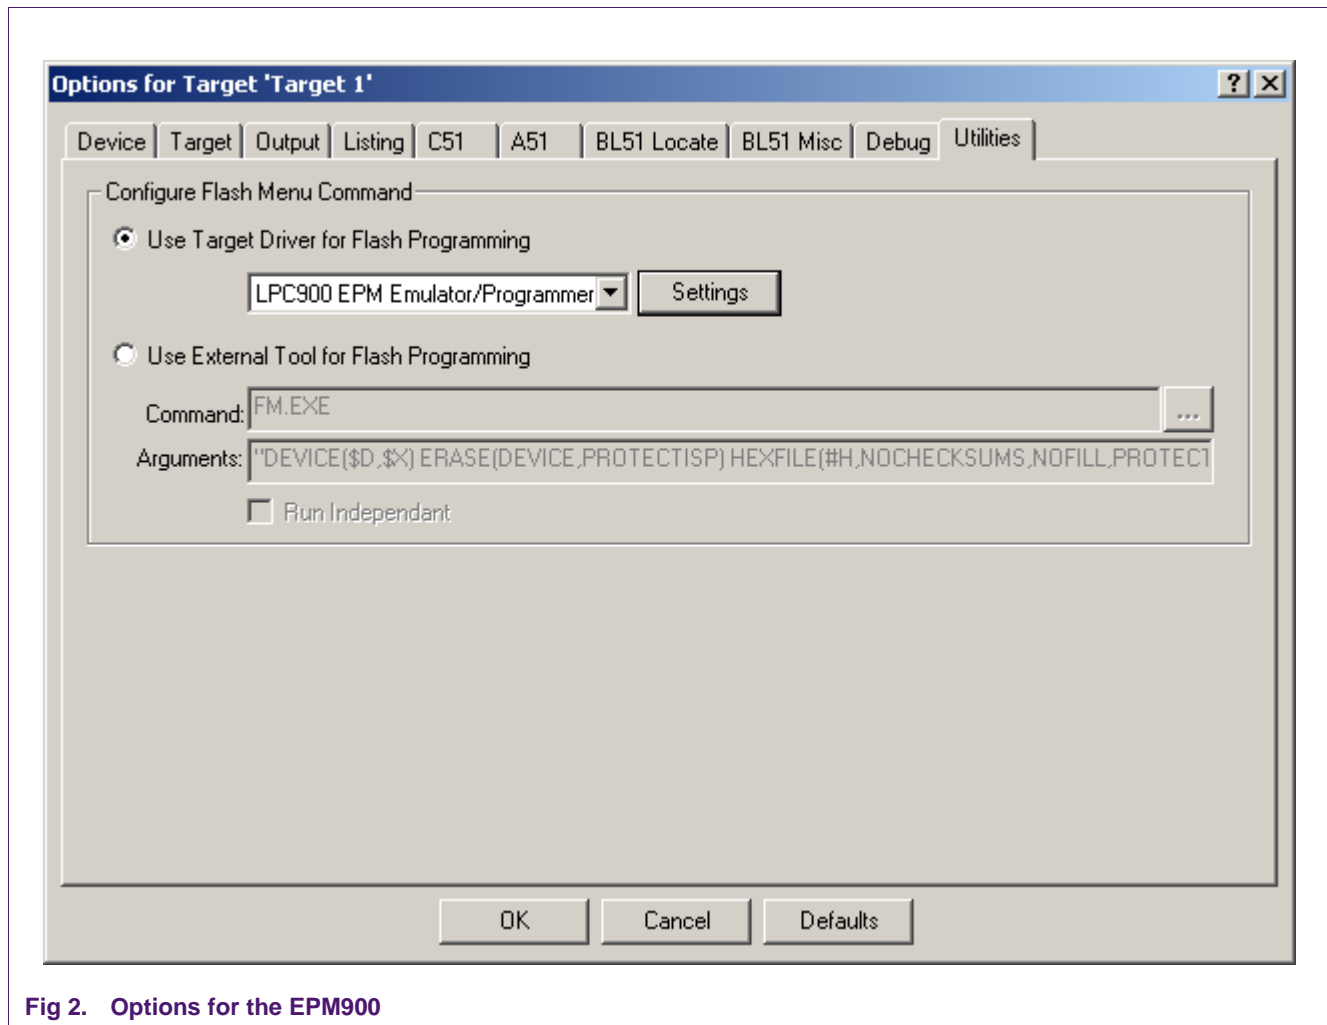 Options for Target 'Target 1'
?
Device Target Output Listing C51 A51 BL51 Locate BL51 Misc Debug Utilities
Configure Flash Menu Command
Use Target Driver for Flash Programming
LPC900 EPM Emulator/Programmer Settings
Use External Tool for Flash Programming
Command: FM.EXE ...
Arguments: "DEVICE($D,$X) ERASE(DEVICE,PROTECTISP) HEXFILE(#H,NOCHECKSUMS,NOFILL,PROTECT
Run Independant
OK Cancel Defaults
Fig 2. Options for the EPM900